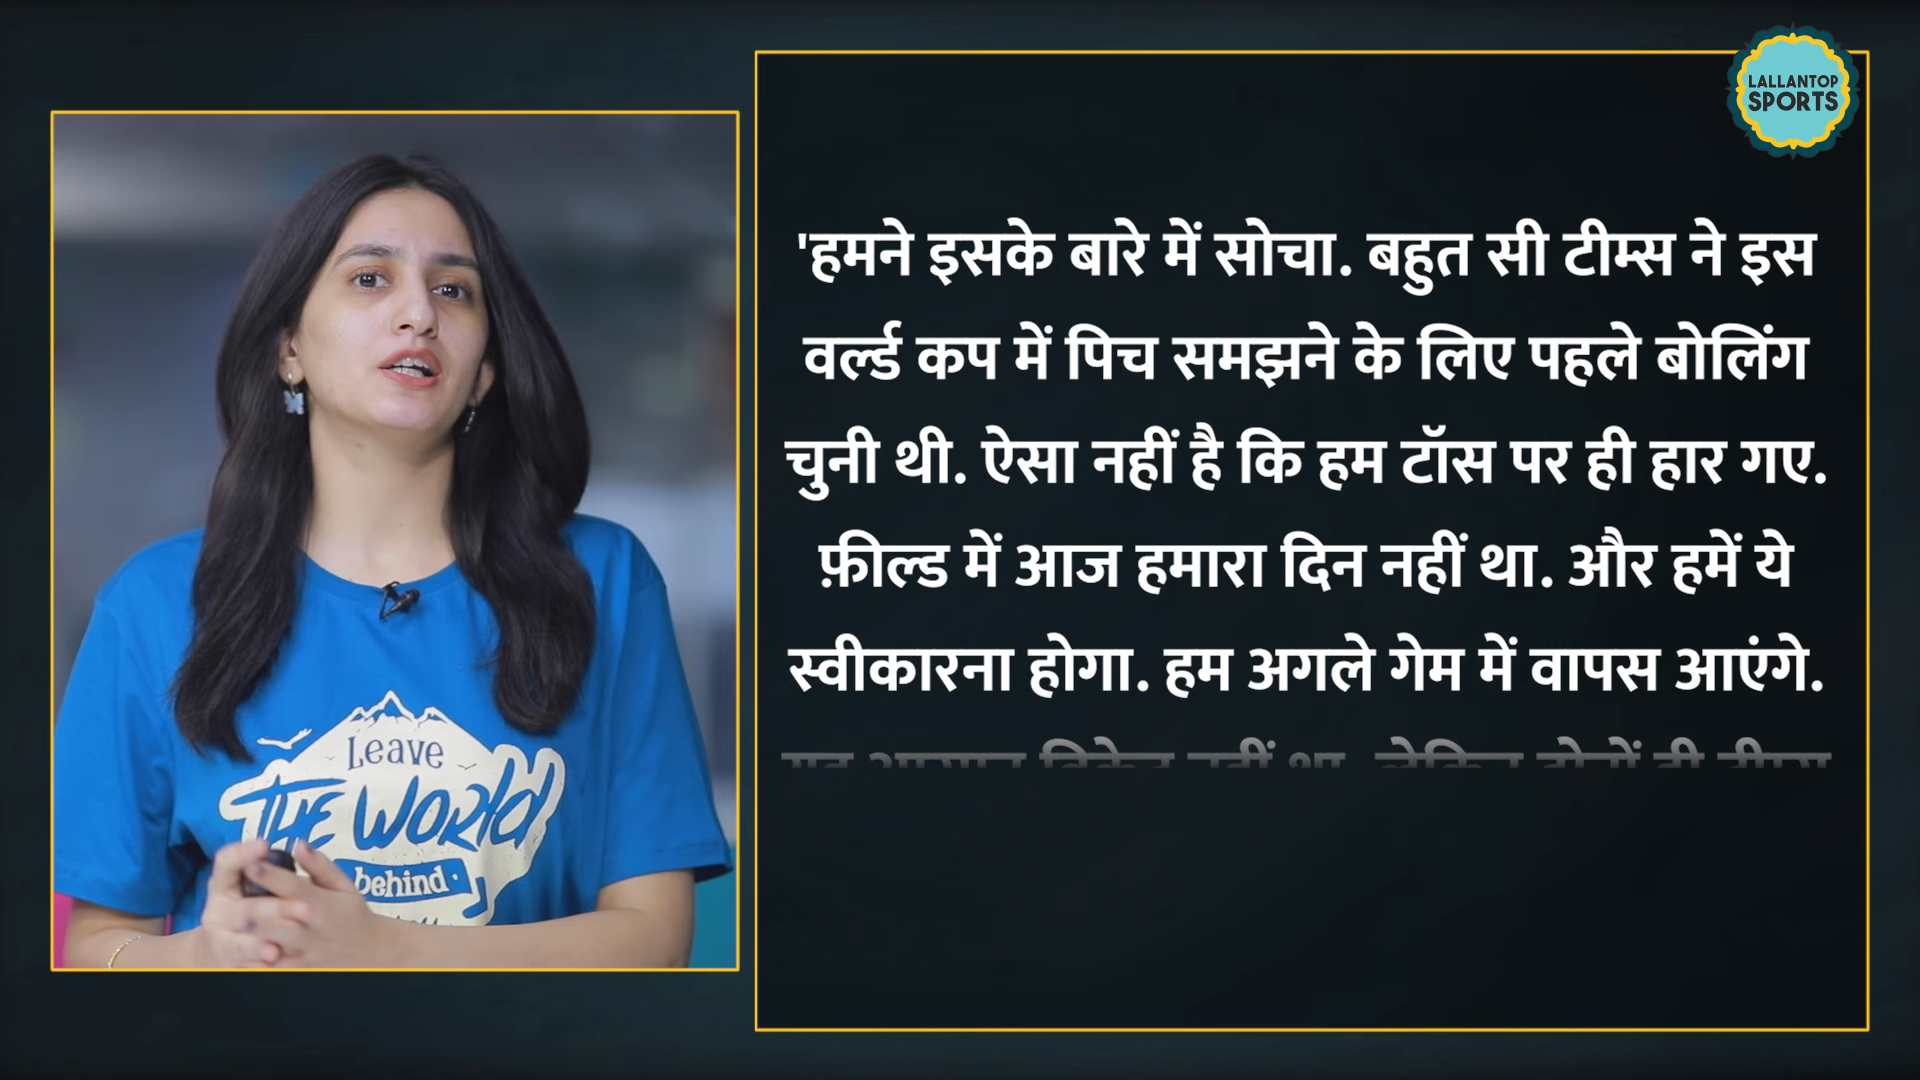 LALLANTOP
SPORTS
'हमने इसके बारे में सोचा. बहुत सी टीम्स ने इस
वर्ल्ड कप में पिच समझने के लिए पहले बोलिंग
चुनी थी. ऐसा नहीं है कि हम टॉस पर ही हार गए.
फ़ील्ड में आज हमारा दिन नहीं था. और हमें ये
स्वीकारना होगा. हम अगले गेम में वापस आएंगे.
Leave
THE WORLD
behind